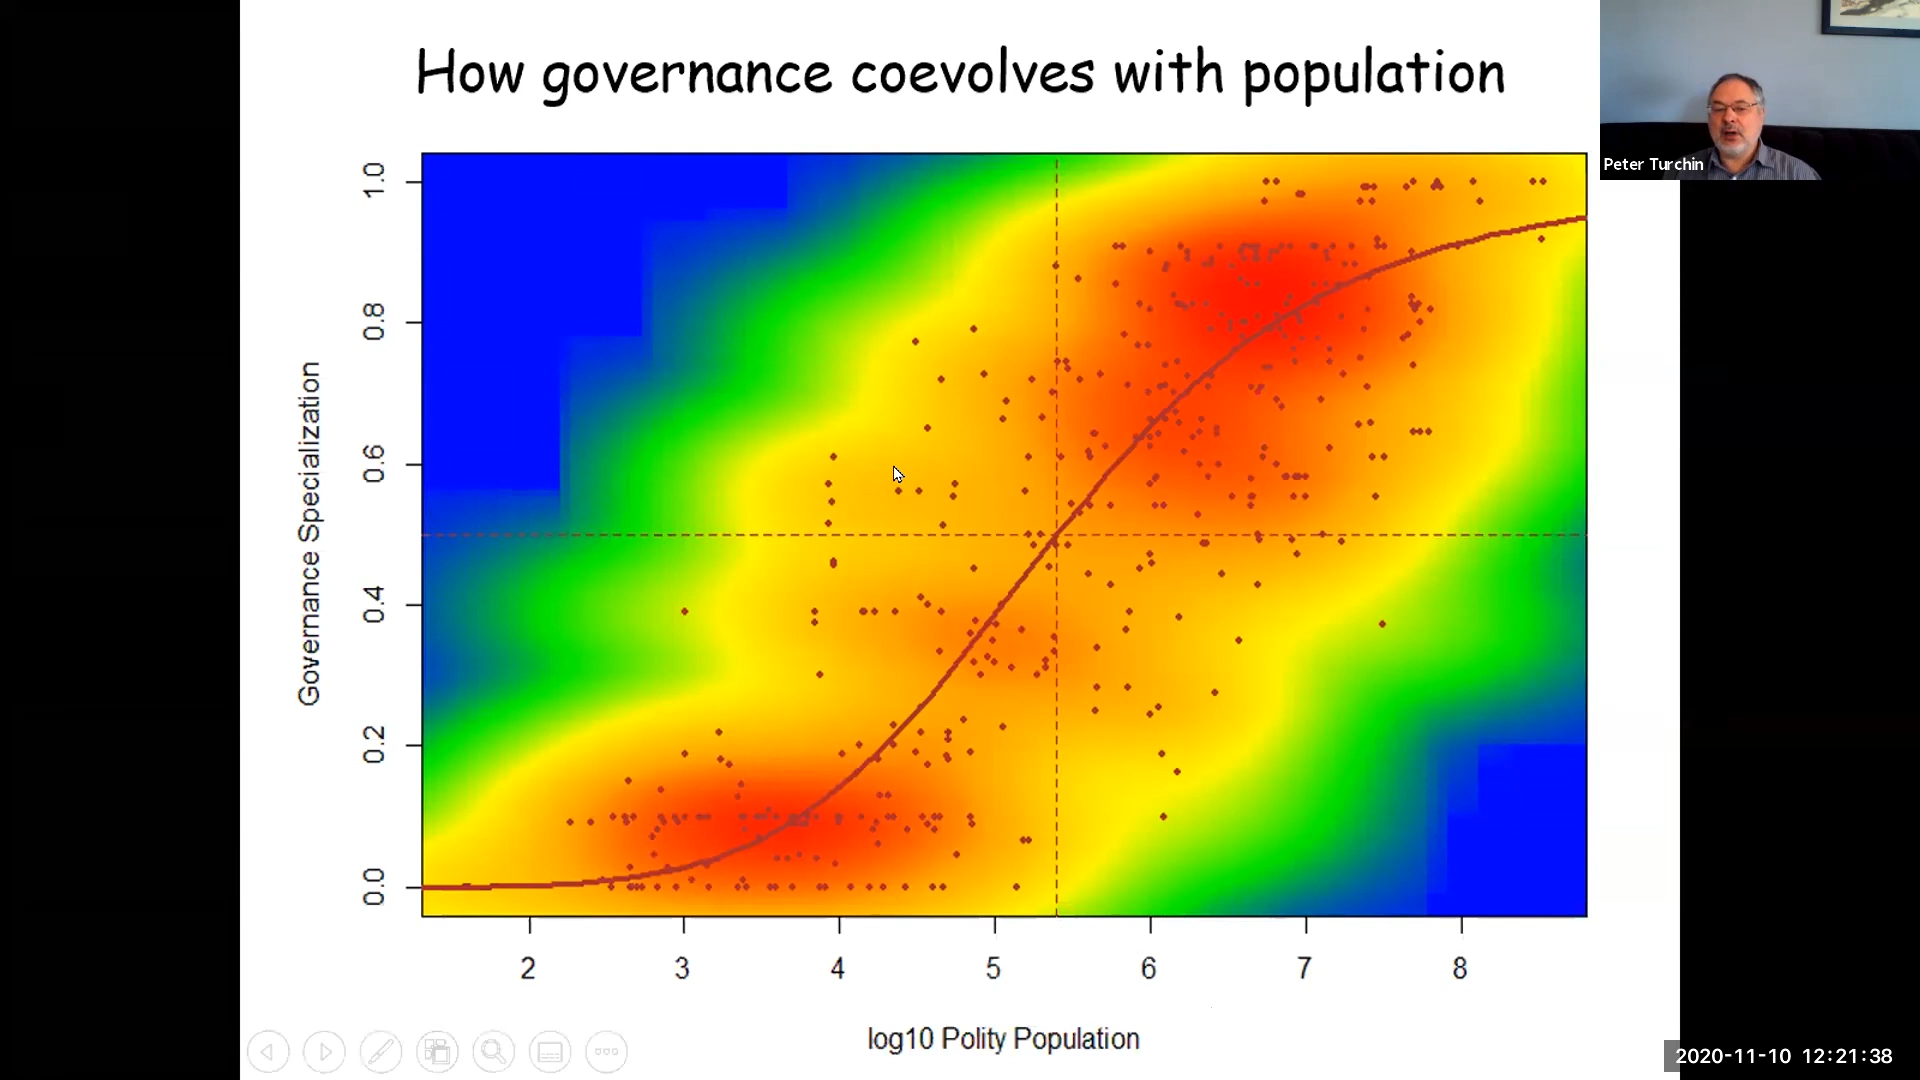 How governance coevolves with population
Peter Turchin
1.0
0.8
0.6
0.4
0.2
0.0
Governance Specialization
2 3 4 5 6 7 8
log10 Polity Population
2020-11-10 12:21:38